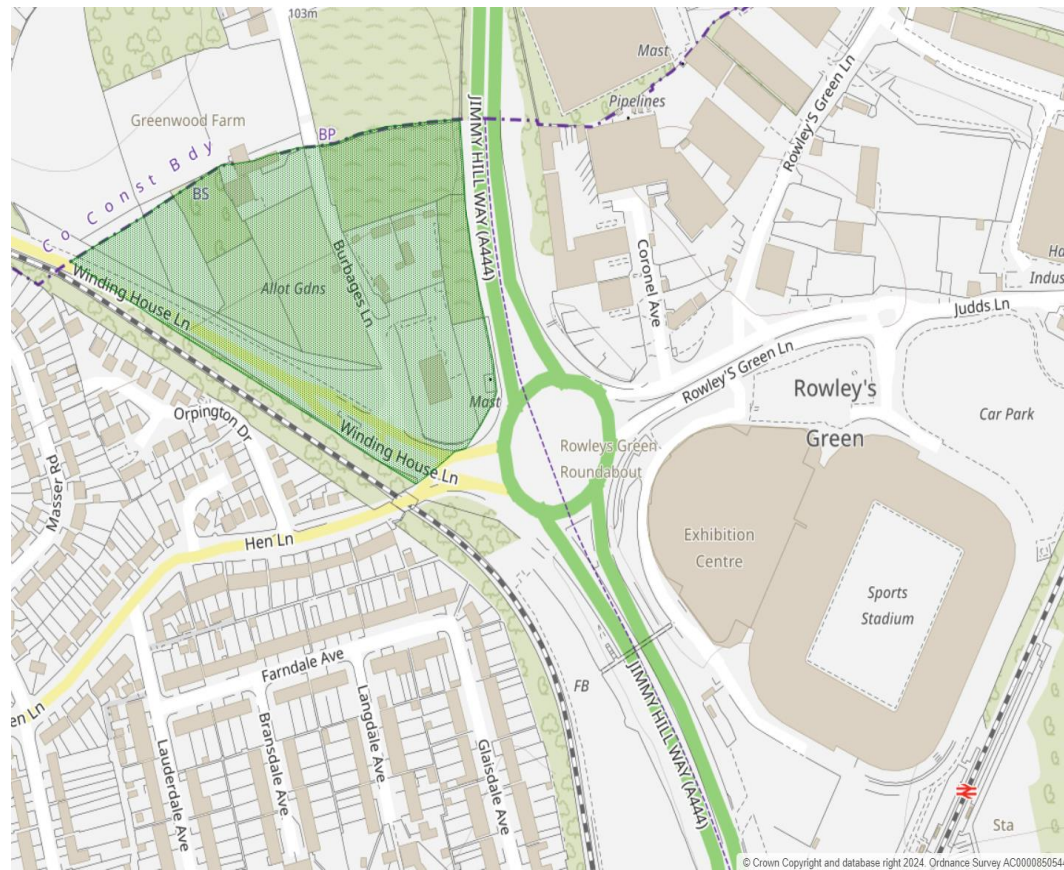 103m
Mast
Greenwood Farm
Pipelines
BP
Rowley'S Green Ln
Co Const Bdy
BS
JIMMY HILL WAY (A444)
Winding House Ln
Allot Gdns
Burbages Ln
Coronel Ave
Judds Ln
Rowley'S Green Ln
Mast
Orpington Dr
Winding House Ln
Rowley's
Green
Car Park
Rowleys Green
Roundabout
Masser Rd
Hen Ln
Exhibition
Centre
Sports
Stadium
Farndale Ave
FB
JIMMY HILL WAY (A444)
Lauderdale Ave
Bransdale Ave
Langdale Ave
Glaisdale Ave
Sta
© Crown Copyright and database right 2024. Ordnance Survey AC000085054